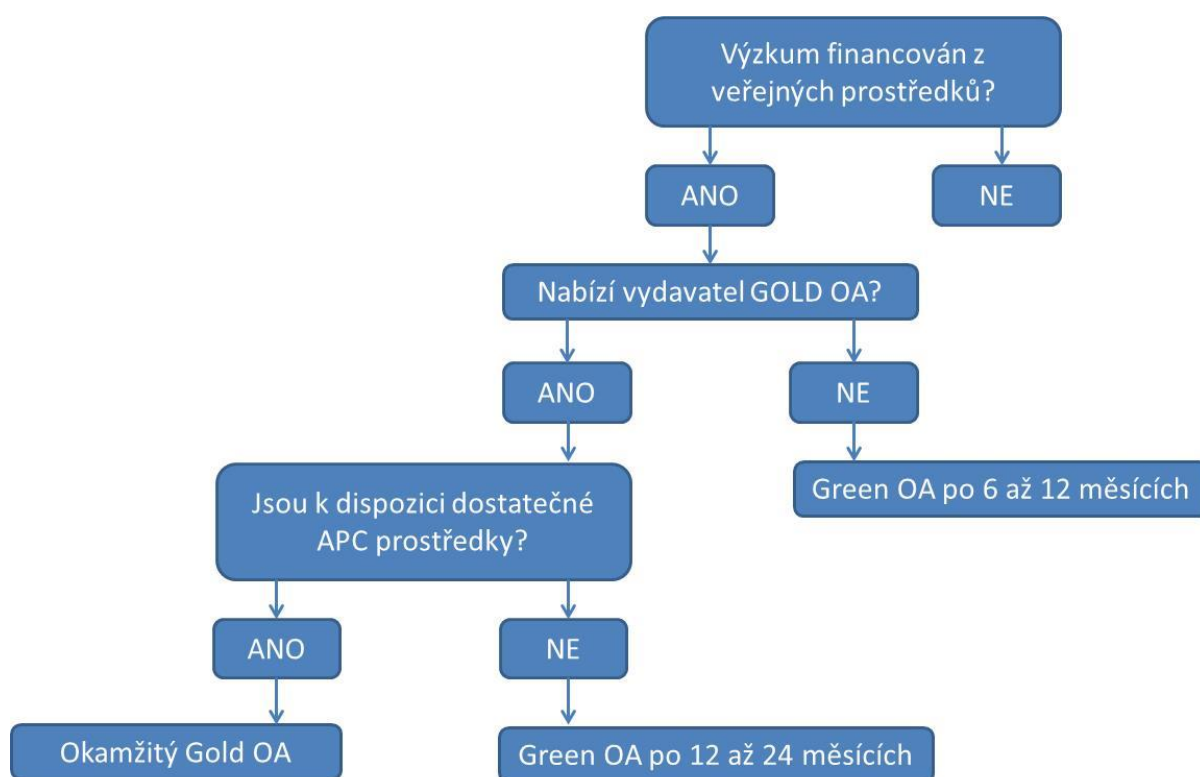 Výzkum financován z
veřejných prostředků?
ANO
NE
Nabízí vydavatel GOLD OA?
ANO
NE
Jsou k dispozici dostatečné
APC prostředky?
Green OA po 6 až 12 měsících
ANO
NE
Okamžitý Gold OA
Green OA po 12 až 24 měsících